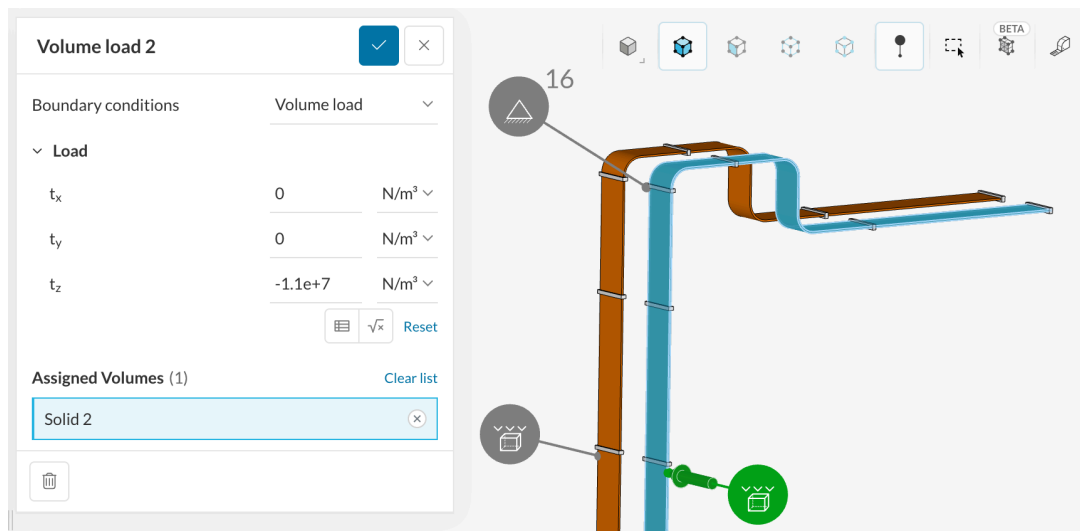 Volume load 2
Boundary conditions
Volume load
Load
tx 0 N/m³
ty 0 N/m³
tz -1.1e+7 N/m³
√x Reset
Assigned Volumes (1) Clear list
Solid 2
BETA
16